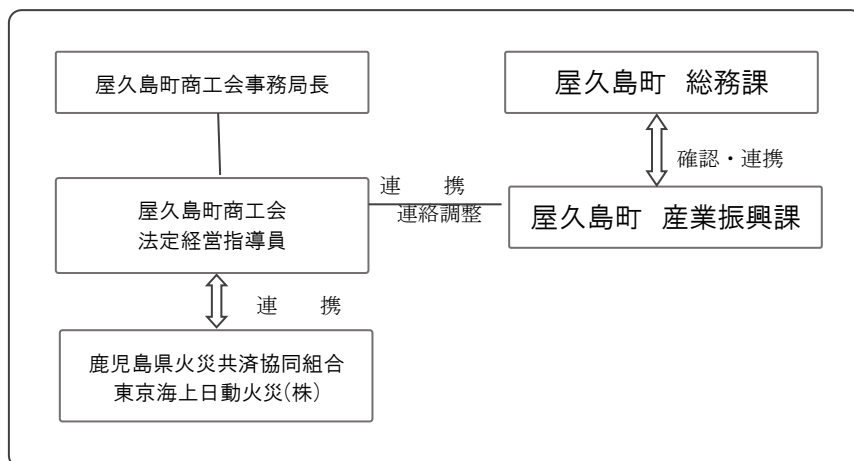 屋久島町商工会事務局長
屋久島町 総務課
確認・連携
屋久島町商工会
法定経営指導員
連 携
連絡調整
屋久島町 産業振興課
連 携
鹿児島県火災共済協同組合
東京海上日動火災(株)